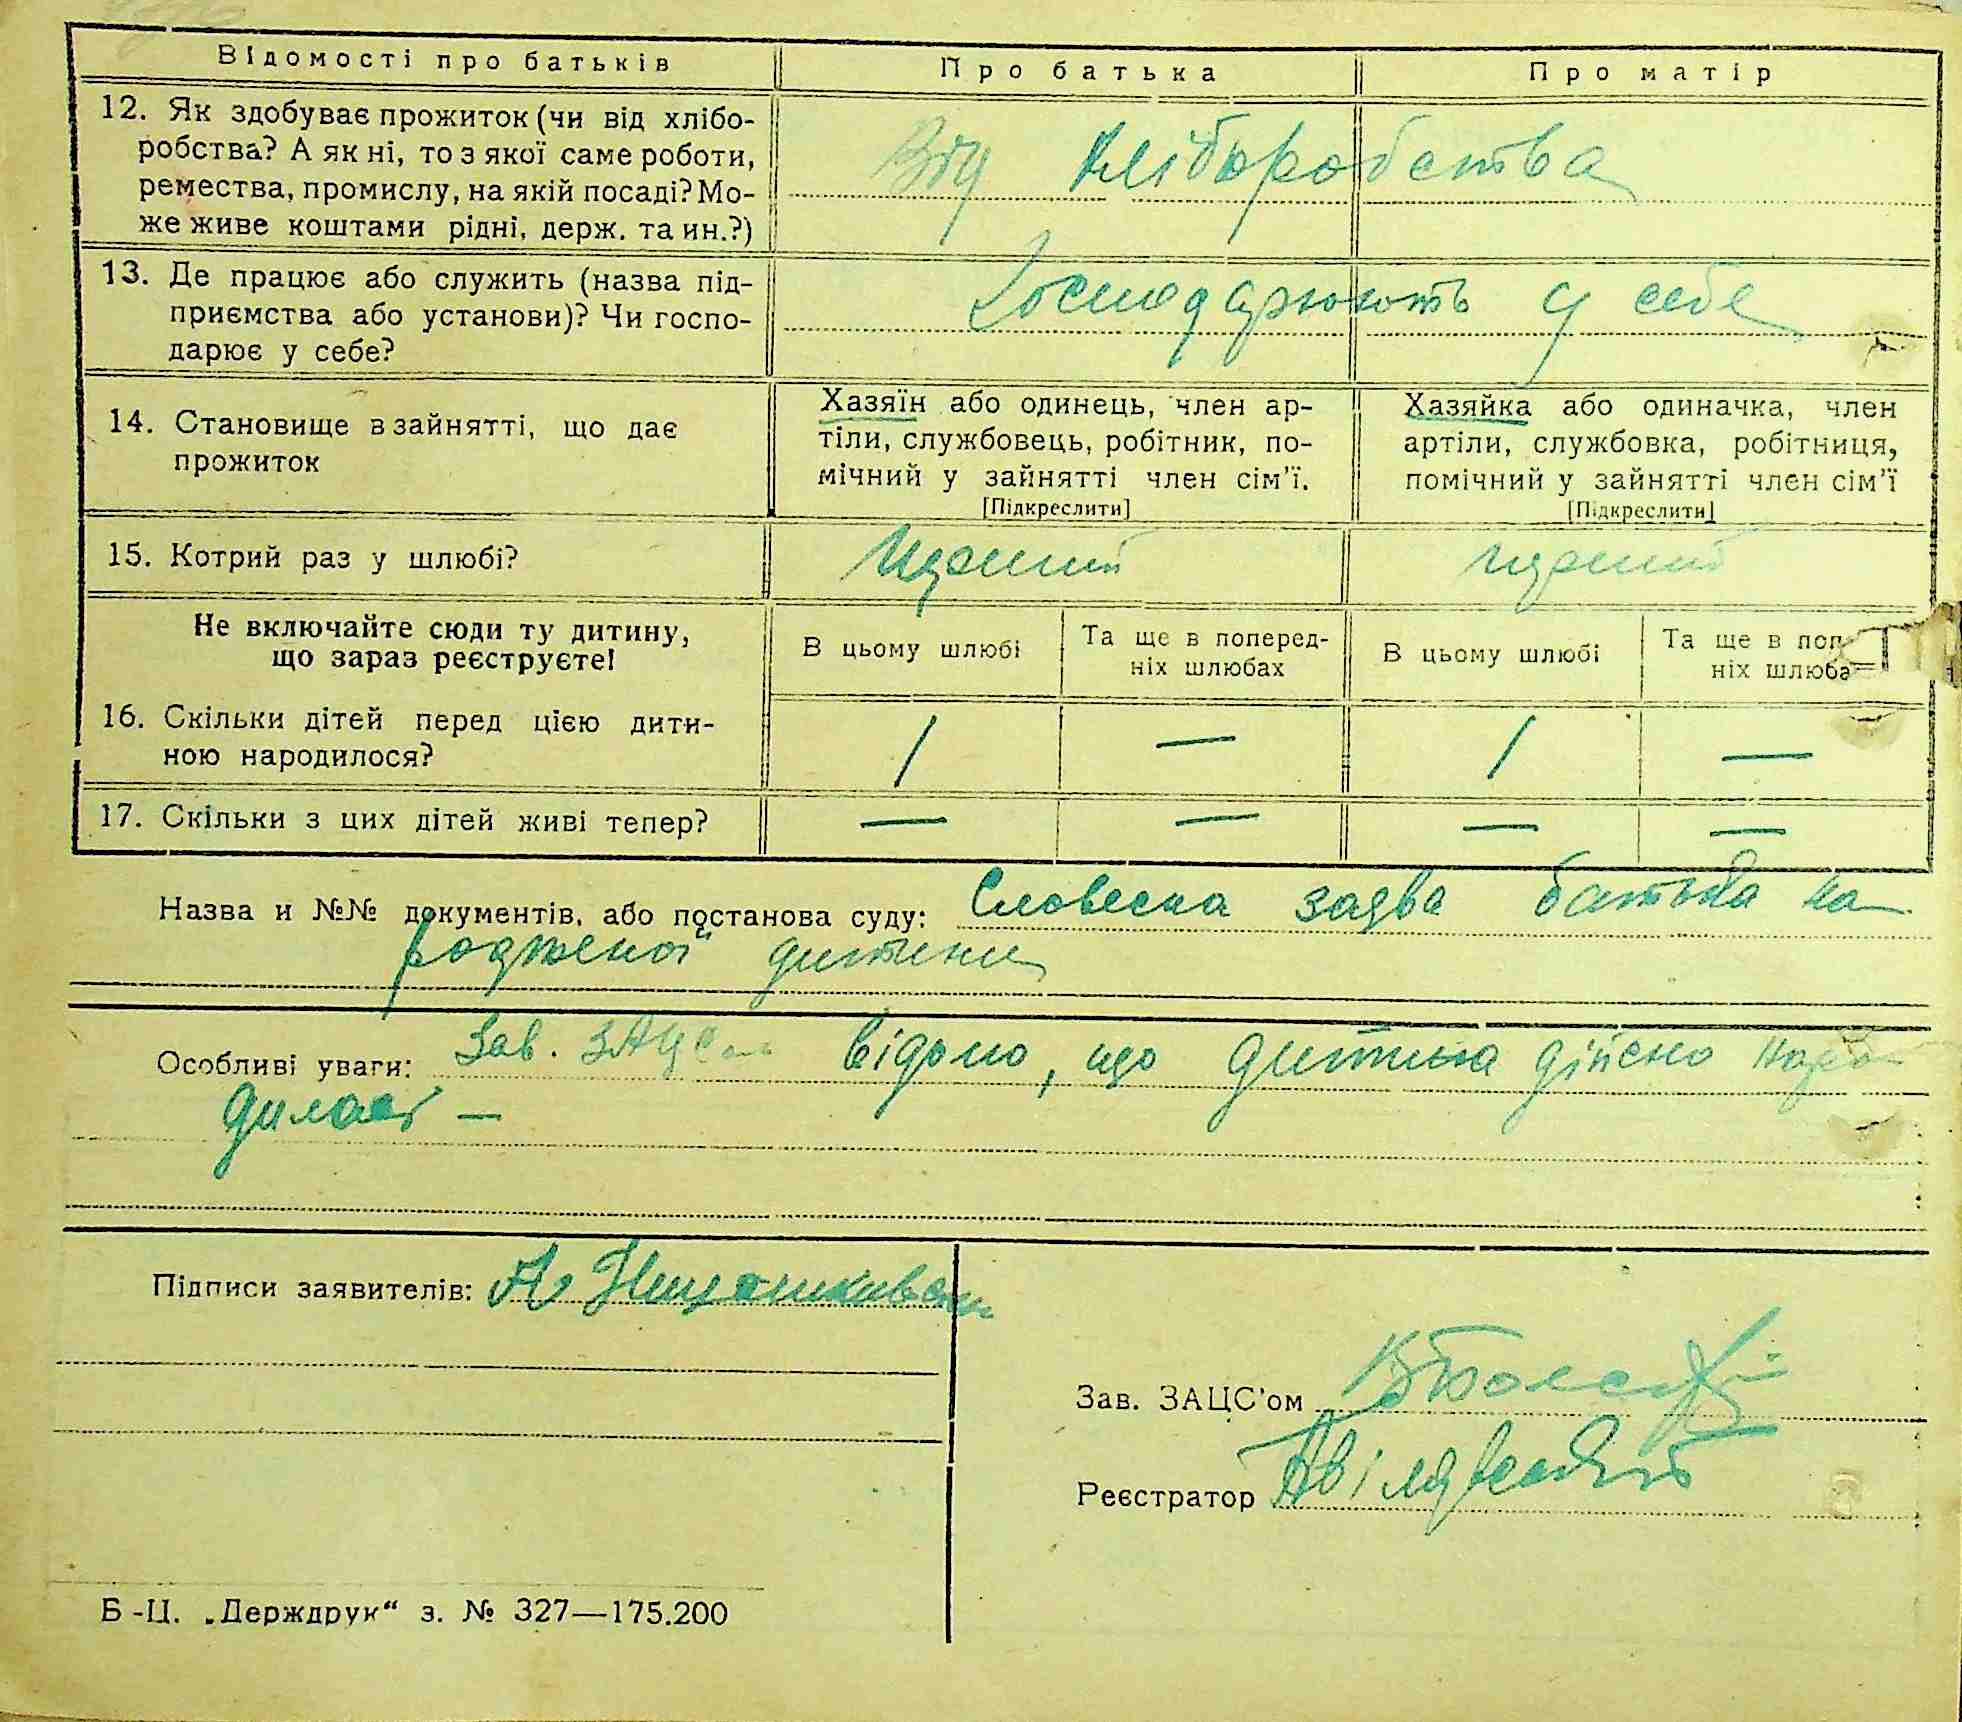 Відомості про батьків Про батька Про матір
12. Як здобуває прожиток (чи від хлібо-
робства? А як ні, то з якої саме роботи,
ремества, промислу, на якій посаді? Мо-
же живе коштами рідні, держ. та ин.?)
Від хліборобства
13. Де працює або служить (назва під-
приємства або установи)? Чи госпо-
дарює у себе?
Господарюють у себе
14. Становище в зайнятті, що дає
прожиток
Хазяїн або одинець, член ар-
тіли, службовець, робітник, по-
мічний у зайнятті член сім'ї.
[Підкреслити]
Хазяйка або одиначка, член
артіли, службовка, робітниця,
помічний у зайнятті член сім'ї
[Підкреслити]
15. Котрий раз у шлюбі?
Не включайте сюди ту дитину,
що зараз реєструєте!
В цьому шлюбі
Та ще в поперед-
ніх шлюбах
В цьому шлюбі
Та ще в поп
ніх шлюба
16. Скільки дітей перед цією дити-
ною народилося?
/ — / —
17. Скільки з цих дітей живі тепер?
— — — —
Назва и №№ документів, або постанова суду: Словесна заява батька на
родженої дитини
Особливі уваги: Зав. ЗАЦСом відомо, що дитина дійсно наро
дилась —
Підписи заявителів:
Зав. ЗАЦС'ом
Реєстратор
Б-Ц. „Держдрук“ з. № 327—175.200